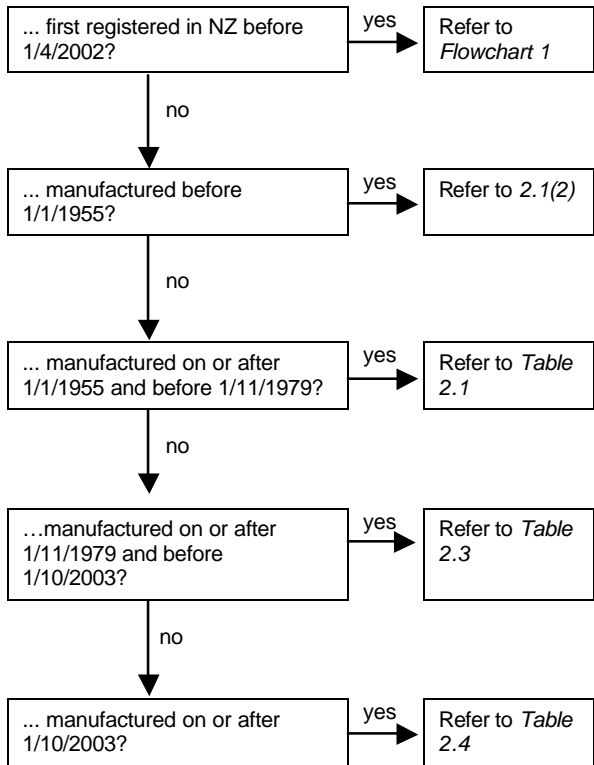 ... first registered in NZ before
1/4/2002?
yes
Refer to
Flowchart 1
no
... manufactured before
1/1/1955?
yes
Refer to 2.1(2)
no
... manufactured on or after
1/1/1955 and before 1/11/1979?
yes
Refer to Table
2.1
no
…manufactured on or after
1/11/1979 and before
1/10/2003?
yes
Refer to Table
2.3
no
... manufactured on or after
1/10/2003?
yes
Refer to Table
2.4